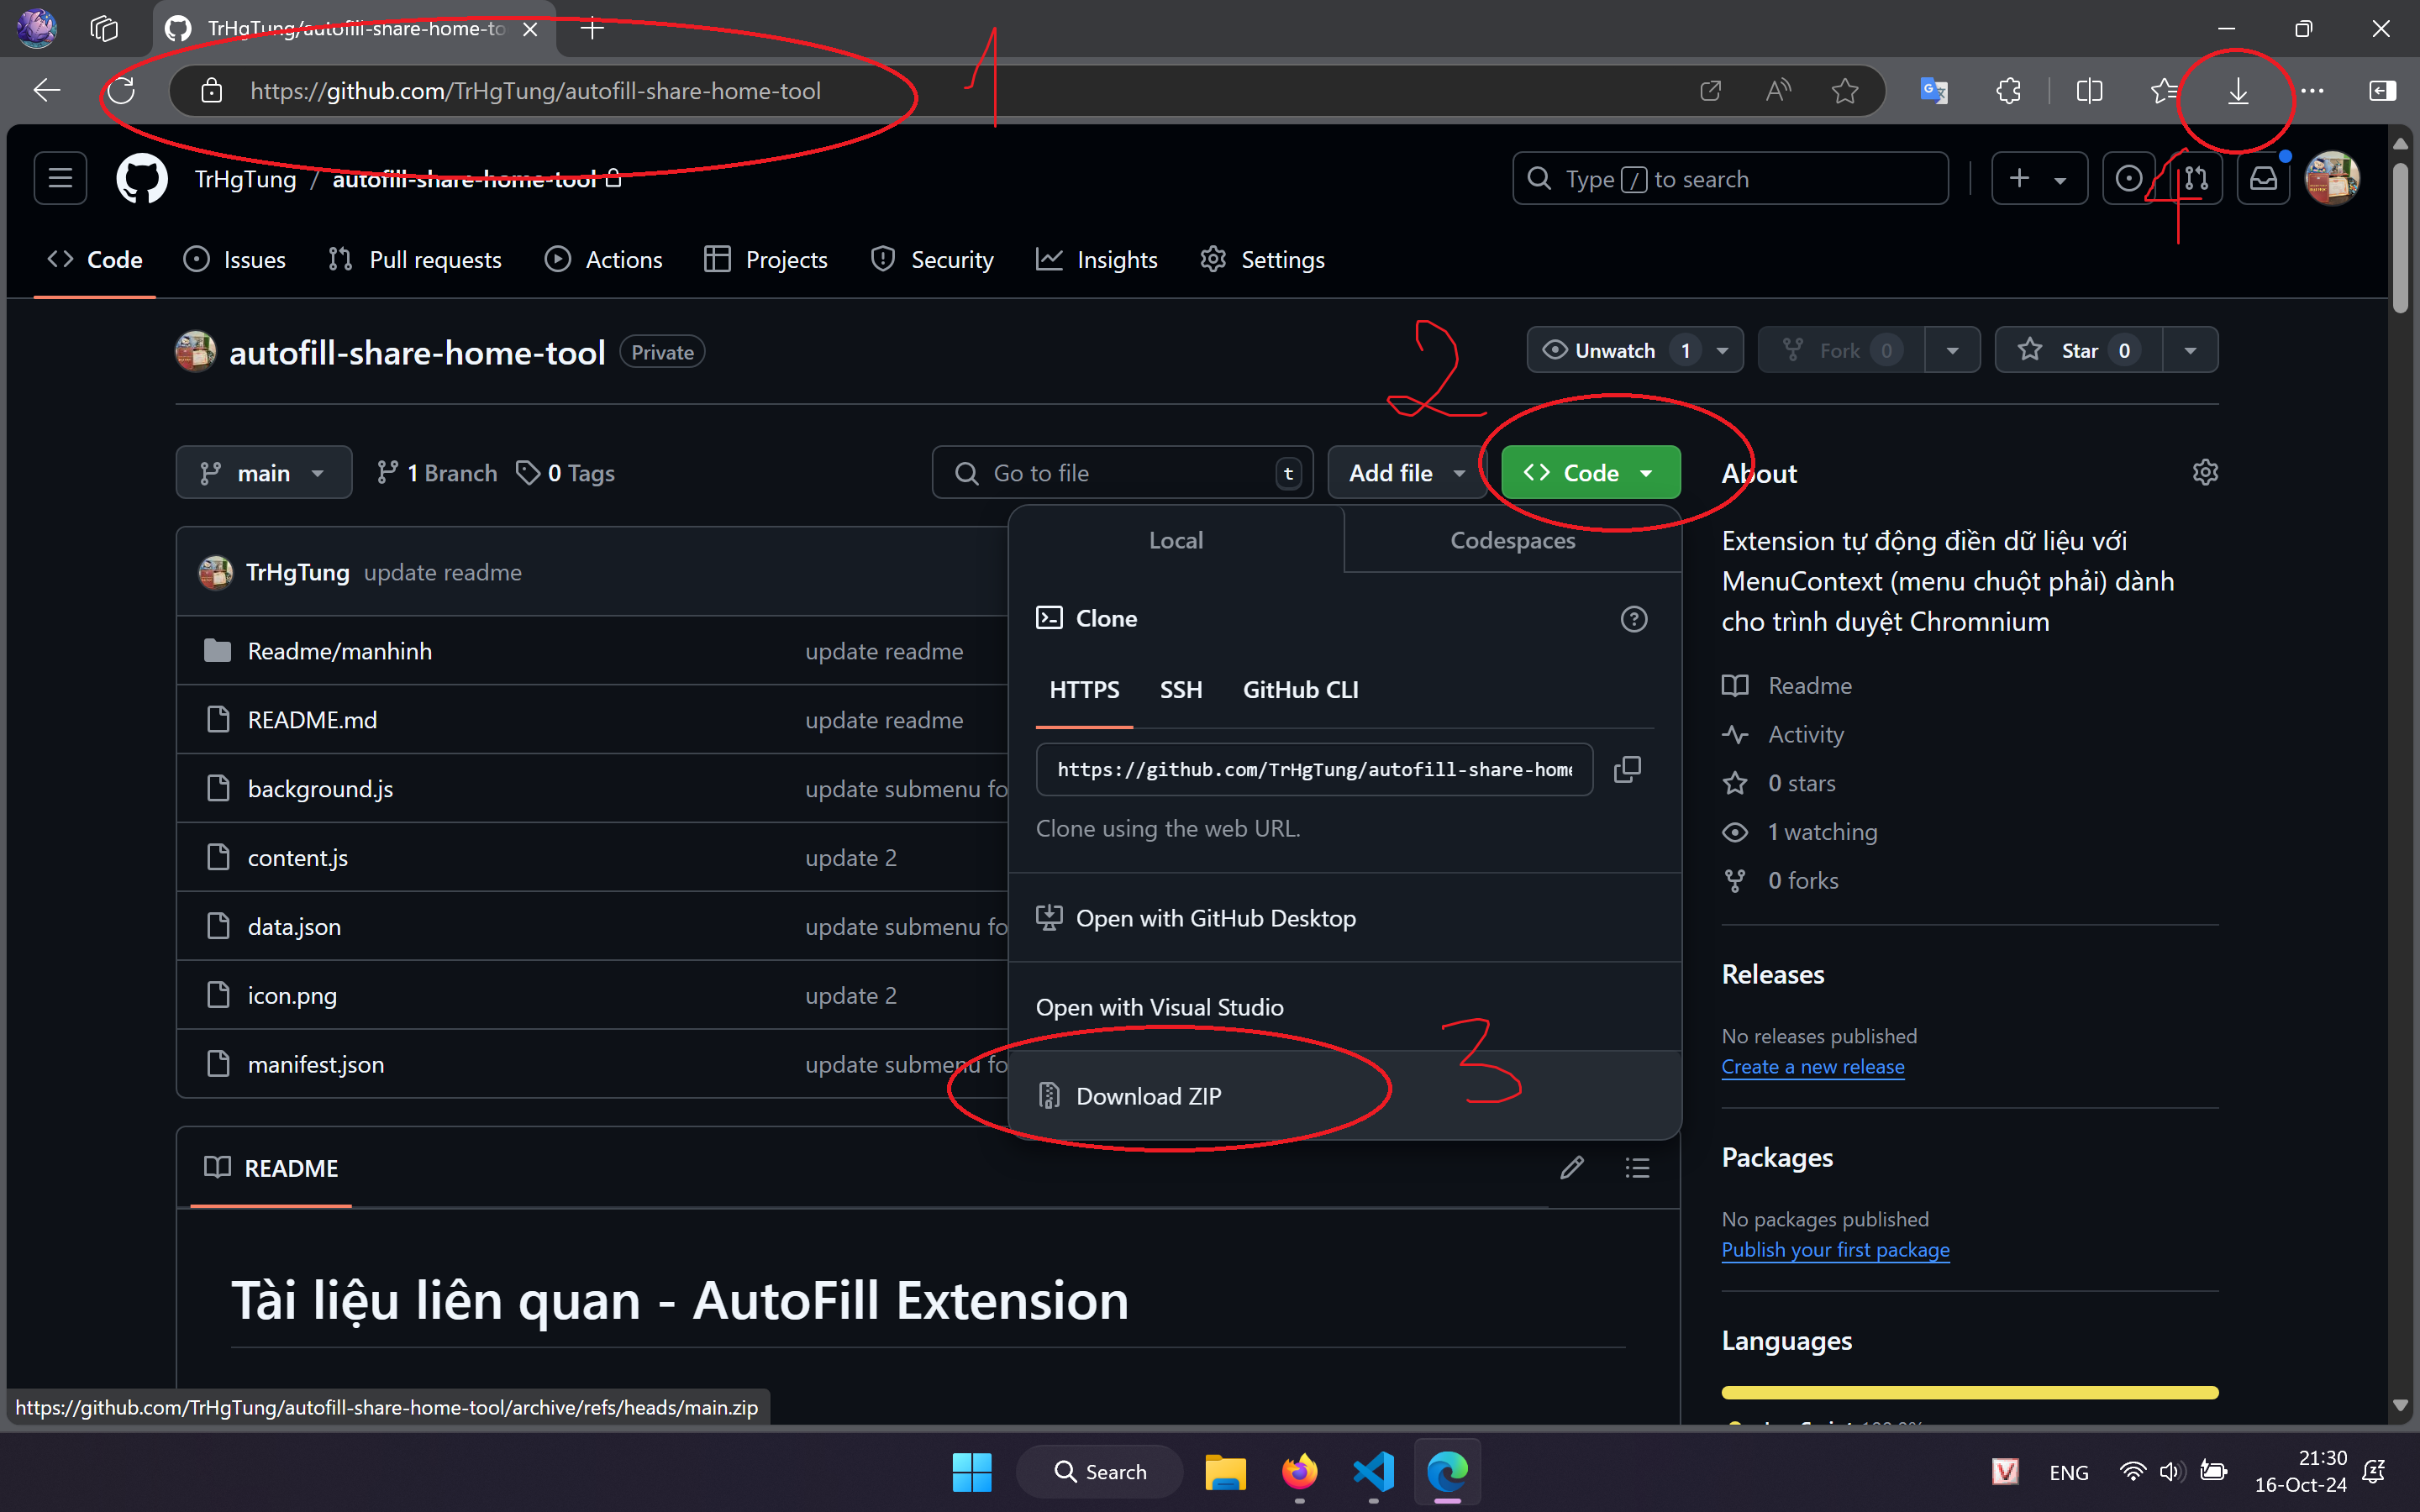 TrHgTung/autofill-share-home-to
https://github.com/TrHgTung/autofill-share-home-tool
1
TrHgTung / autofill-share-home-tool
Type / to search
4
Code
Issues
Pull requests
Actions
Projects
Security
Insights
Settings
autofill-share-home-tool Private
2
Unwatch 1
Fork 0
Star 0
main
1 Branch
0 Tags
Go to file t
Add file
Code
TrHgTung update readme
Readme/manhinh update readme
README.md update readme
background.js update submenu fo
content.js update 2
data.json update submenu fo
icon.png update 2
manifest.json update submenu fo
Local
Codespaces
Clone
HTTPS SSH GitHub CLI
https://github.com/TrHgTung/autofill-share-home
Clone using the web URL.
Open with GitHub Desktop
Open with Visual Studio
Download ZIP
3
About
Extension tự động điền dữ liệu với
MenuContext (menu chuột phải) dành
cho trình duyệt Chromnium
Readme
Activity
0 stars
1 watching
0 forks
Releases
No releases published
Create a new release
Packages
No packages published
Publish your first package
Languages
README
Tài liệu liên quan - AutoFill Extension
https://github.com/TrHgTung/autofill-share-home-tool/archive/refs/heads/main.zip
Search
V
ENG
21:30
16-Oct-24